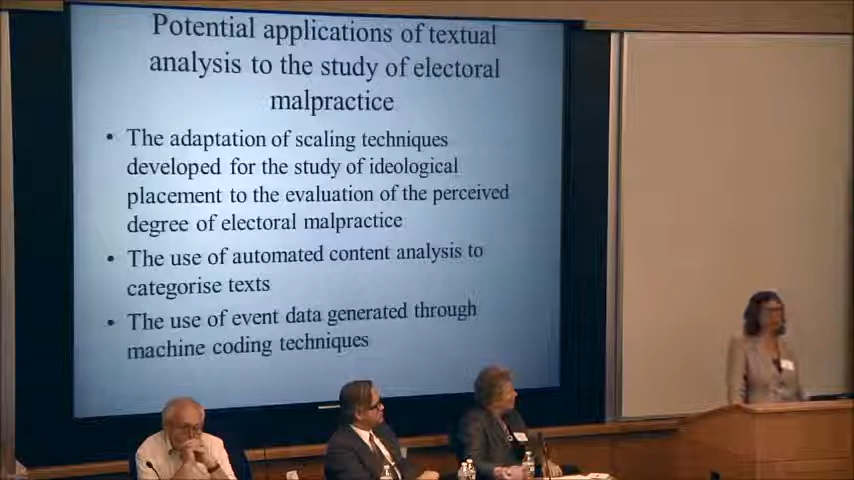 Potential applications of textual
analysis to the study of electoral
malpractice
• The adaptation of scaling techniques
developed for the study of ideological
placement to the evaluation of the perceived
degree of electoral malpractice
• The use of automated content analysis to
categorise texts
• The use of event data generated through
machine coding techniques